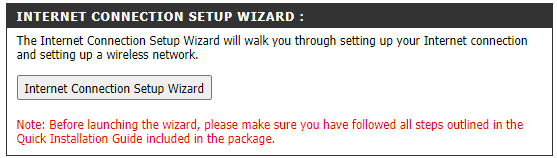 INTERNET CONNECTION SETUP WIZARD :
The Internet Connection Setup Wizard will walk you through setting up your Internet connection
and setting up a wireless network.
Internet Connection Setup Wizard
Note: Before launching the wizard, please make sure you have followed all steps outlined in the
Quick Installation Guide included in the package.